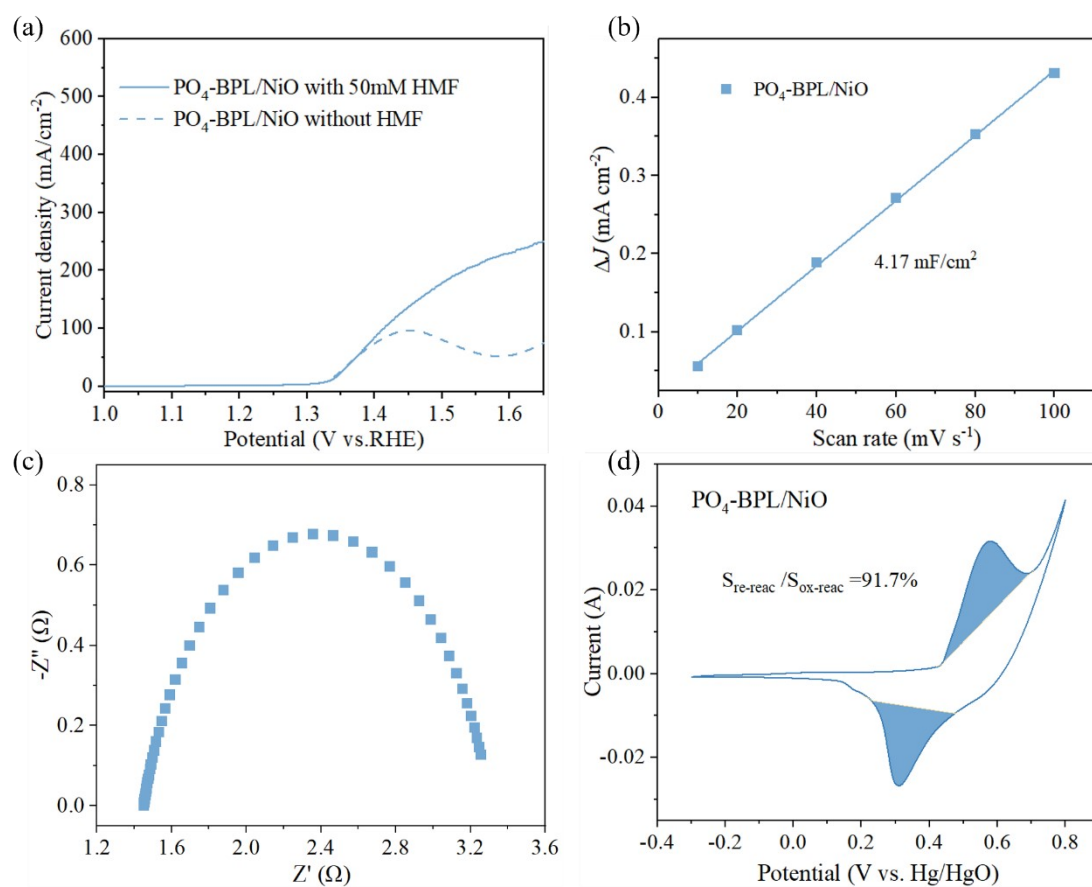 (a)
600
500
400
300
200
100
0
Current density (mA/cm⁻²)
PO₄-BPL/NiO with 50mM HMF
PO₄-BPL/NiO without HMF
1.0 1.1 1.2 1.3 1.4 1.5 1.6
Potential (V vs.RHE)
(b)
0.4
0.3
0.2
0.1
ΔJ (mA cm⁻²)
PO₄-BPL/NiO
4.17 mF/cm²
0 20 40 60 80 100
Scan rate (mV s⁻¹)
(c)
0.8
0.6
0.4
0.2
0.0
-Z" (Ω)
1.2 1.6 2.0 2.4 2.8 3.2 3.6
Z' (Ω)
(d)
0.04
0.02
0.00
-0.02
Current (A)
PO₄-BPL/NiO
Sre-reac /Sox-reac =91.7%
-0.4 -0.2 0.0 0.2 0.4 0.6 0.8
Potential (V vs. Hg/HgO)